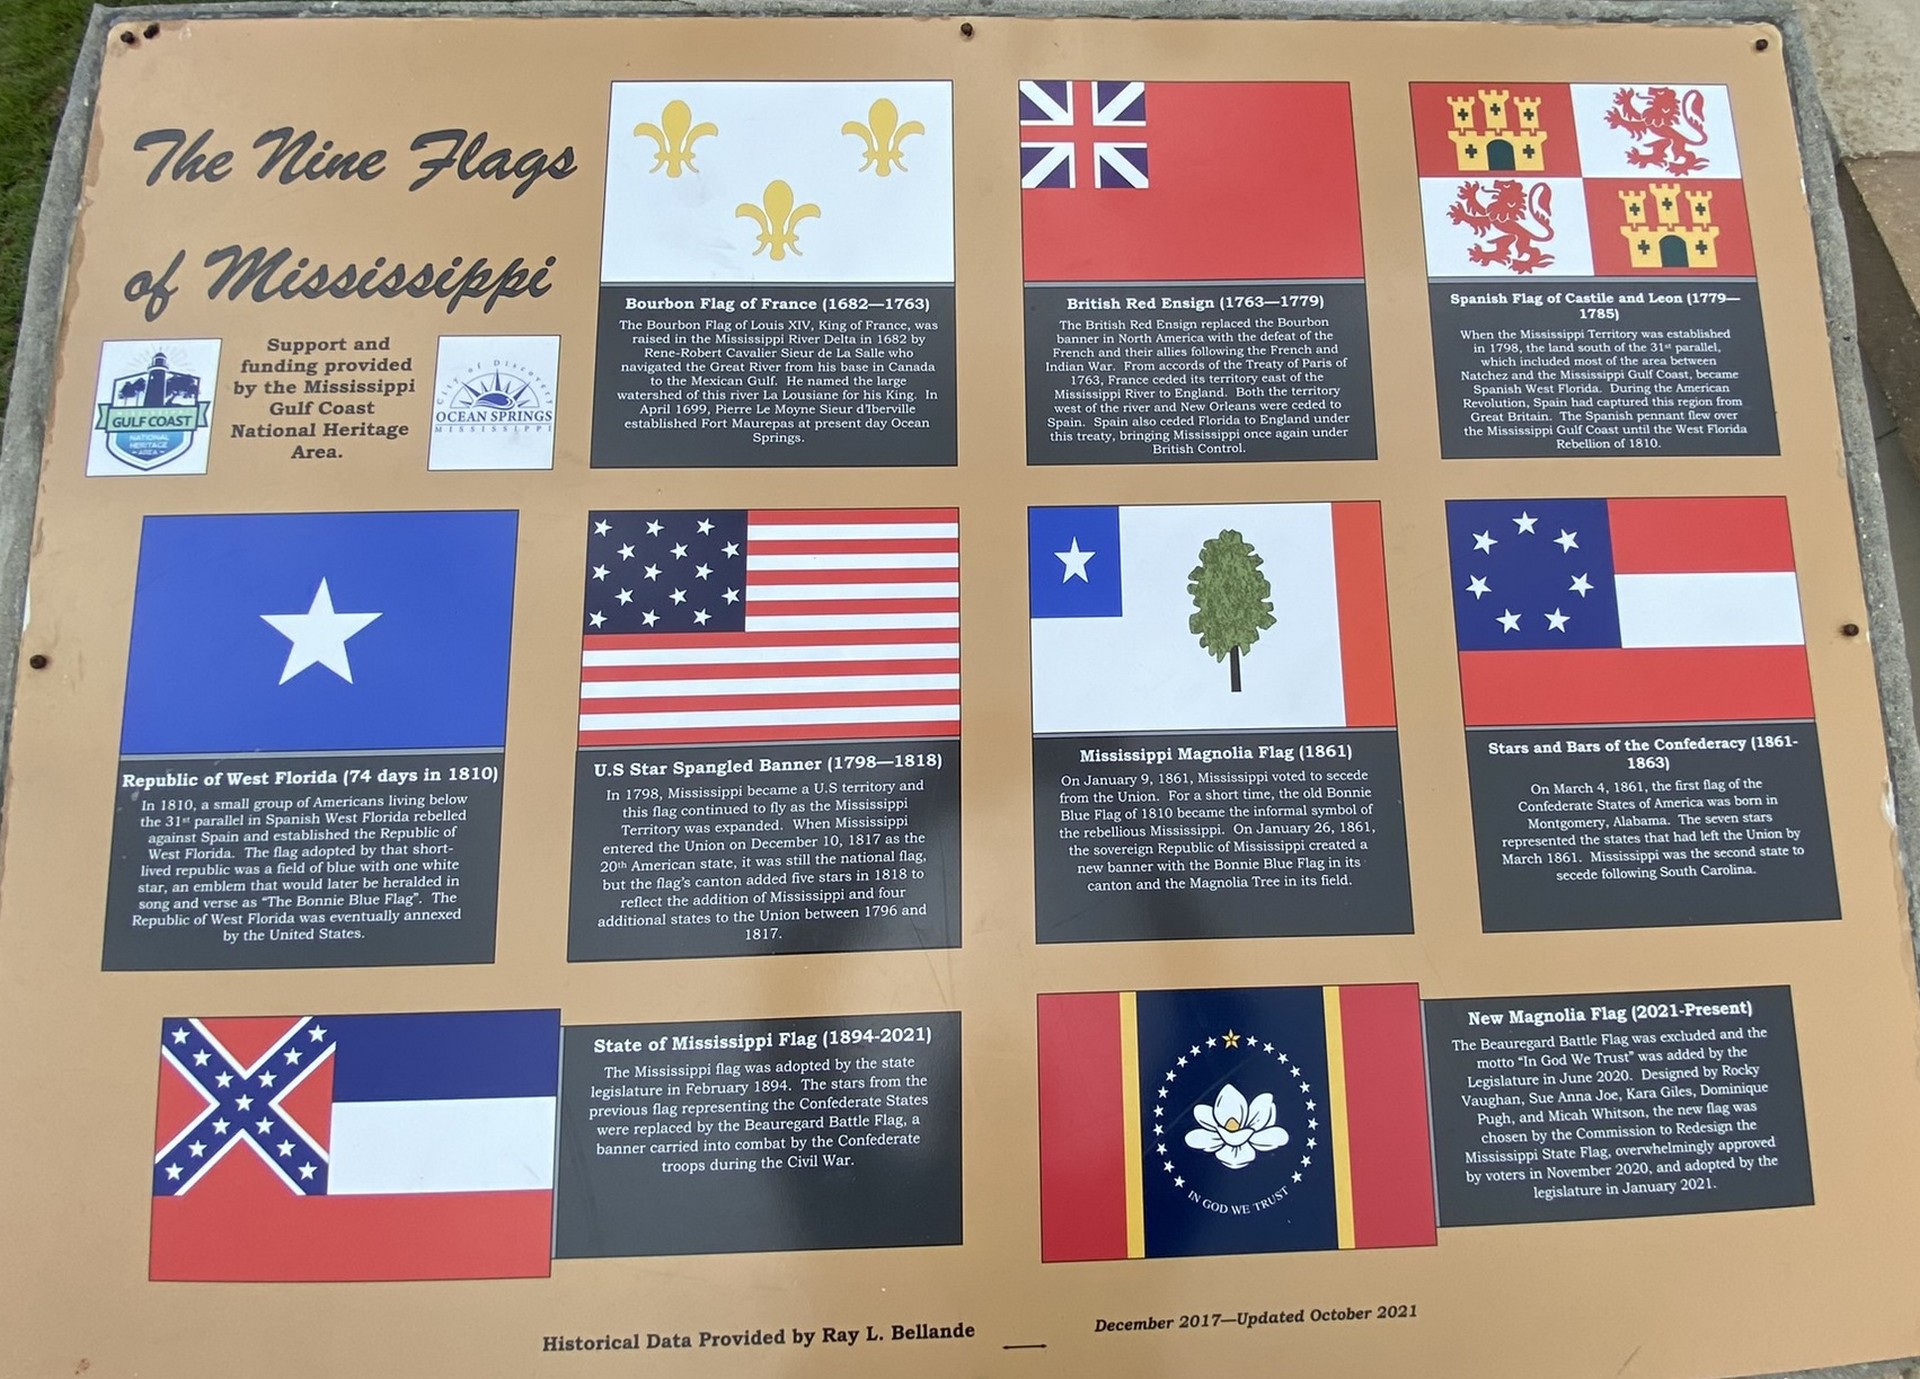 The Nine Flags
of Mississippi
Support and
funding provided
by the Mississippi
Gulf Coast
National Heritage
Area.
MISSISSIPPI
GULF COAST
NATIONAL
HERITAGE
AREA
City of Discovery
OCEAN SPRINGS
MISSISSIPPI
Bourbon Flag of France (1682—1763)
The Bourbon Flag of Louis XIV, King of France, was
raised in the Mississippi River Delta in 1682 by
Rene-Robert Cavalier Sieur de La Salle who
navigated the Great River from his base in Canada
to the Mexican Gulf. He named the large
watershed of this river La Lousiane for his King. In
April 1699, Pierre Le Moyne Sieur d'Iberville
established Fort Maurepas at present day Ocean
Springs.
British Red Ensign (1763—1779)
The British Red Ensign replaced the Bourbon
banner in North America with the defeat of the
French and their allies following the French and
Indian War. From accords of the Treaty of Paris of
1763, France ceded its territory east of the
Mississippi River to England. Both the territory
west of the river and New Orleans were ceded to
Spain. Spain also ceded Florida to England under
this treaty, bringing Mississippi once again under
British Control.
Spanish Flag of Castile and Leon (1779—
1785)
When the Mississippi Territory was established
in 1798, the land south of the 31st parallel,
which included most of the area between
Natchez and the Mississippi Gulf Coast, became
Spanish West Florida. During the American
Revolution, Spain had captured this region from
Great Britain. The Spanish pennant flew over
the Mississippi Gulf Coast until the West Florida
Rebellion of 1810.
Republic of West Florida (74 days in 1810)
In 1810, a small group of Americans living below
the 31st parallel in Spanish West Florida rebelled
against Spain and established the Republic of
West Florida. The flag adopted by that short-
lived republic was a field of blue with one white
star, an emblem that would later be heralded in
song and verse as “The Bonnie Blue Flag”. The
Republic of West Florida was eventually annexed
by the United States.
U.S Star Spangled Banner (1798—1818)
In 1798, Mississippi became a U.S territory and
this flag continued to fly as the Mississippi
Territory was expanded. When Mississippi
entered the Union on December 10, 1817 as the
20th American state, it was still the national flag,
but the flag's canton added five stars in 1818 to
reflect the addition of Mississippi and four
additional states to the Union between 1796 and
1817.
Mississippi Magnolia Flag (1861)
On January 9, 1861, Mississippi voted to secede
from the Union. For a short time, the old Bonnie
Blue Flag of 1810 became the informal symbol of
the rebellious Mississippi. On January 26, 1861,
the sovereign Republic of Mississippi created a
new banner with the Bonnie Blue Flag in its
canton and the Magnolia Tree in its field.
Stars and Bars of the Confederacy (1861-
1863)
On March 4, 1861, the first flag of the
Confederate States of America was born in
Montgomery, Alabama. The seven stars
represented the states that had left the Union by
March 1861. Mississippi was the second state to
secede following South Carolina.
State of Mississippi Flag (1894-2021)
The Mississippi flag was adopted by the state
legislature in February 1894. The stars from the
previous flag representing the Confederate States
were replaced by the Beauregard Battle Flag, a
banner carried into combat by the Confederate
troops during the Civil War.
IN GOD WE TRUST
New Magnolia Flag (2021-Present)
The Beauregard Battle Flag was excluded and the
motto “In God We Trust” was added by the
Legislature in June 2020. Designed by Rocky
Vaughan, Sue Anna Joe, Kara Giles, Dominique
Pugh, and Micah Whitson, the new flag was
chosen by the Commission to Redesign the
Mississippi State Flag, overwhelmingly approved
by voters in November 2020, and adopted by the
legislature in January 2021.
Historical Data Provided by Ray L. Bellande
December 2017—Updated October 2021